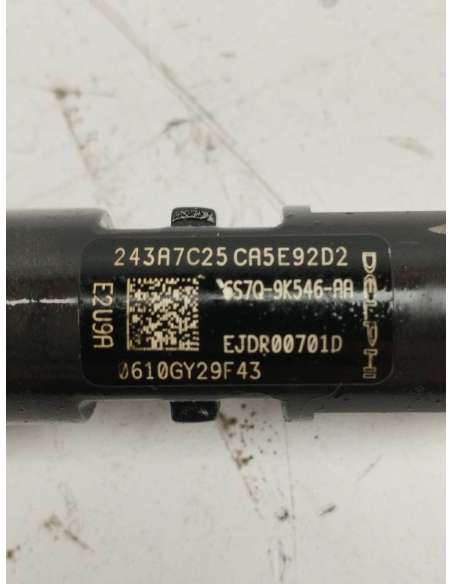 243A7C25 CA5E92D2
6S7Q-9K546-AA
EJDR00701D
0610GY29F43
E2U9A
DELPHI